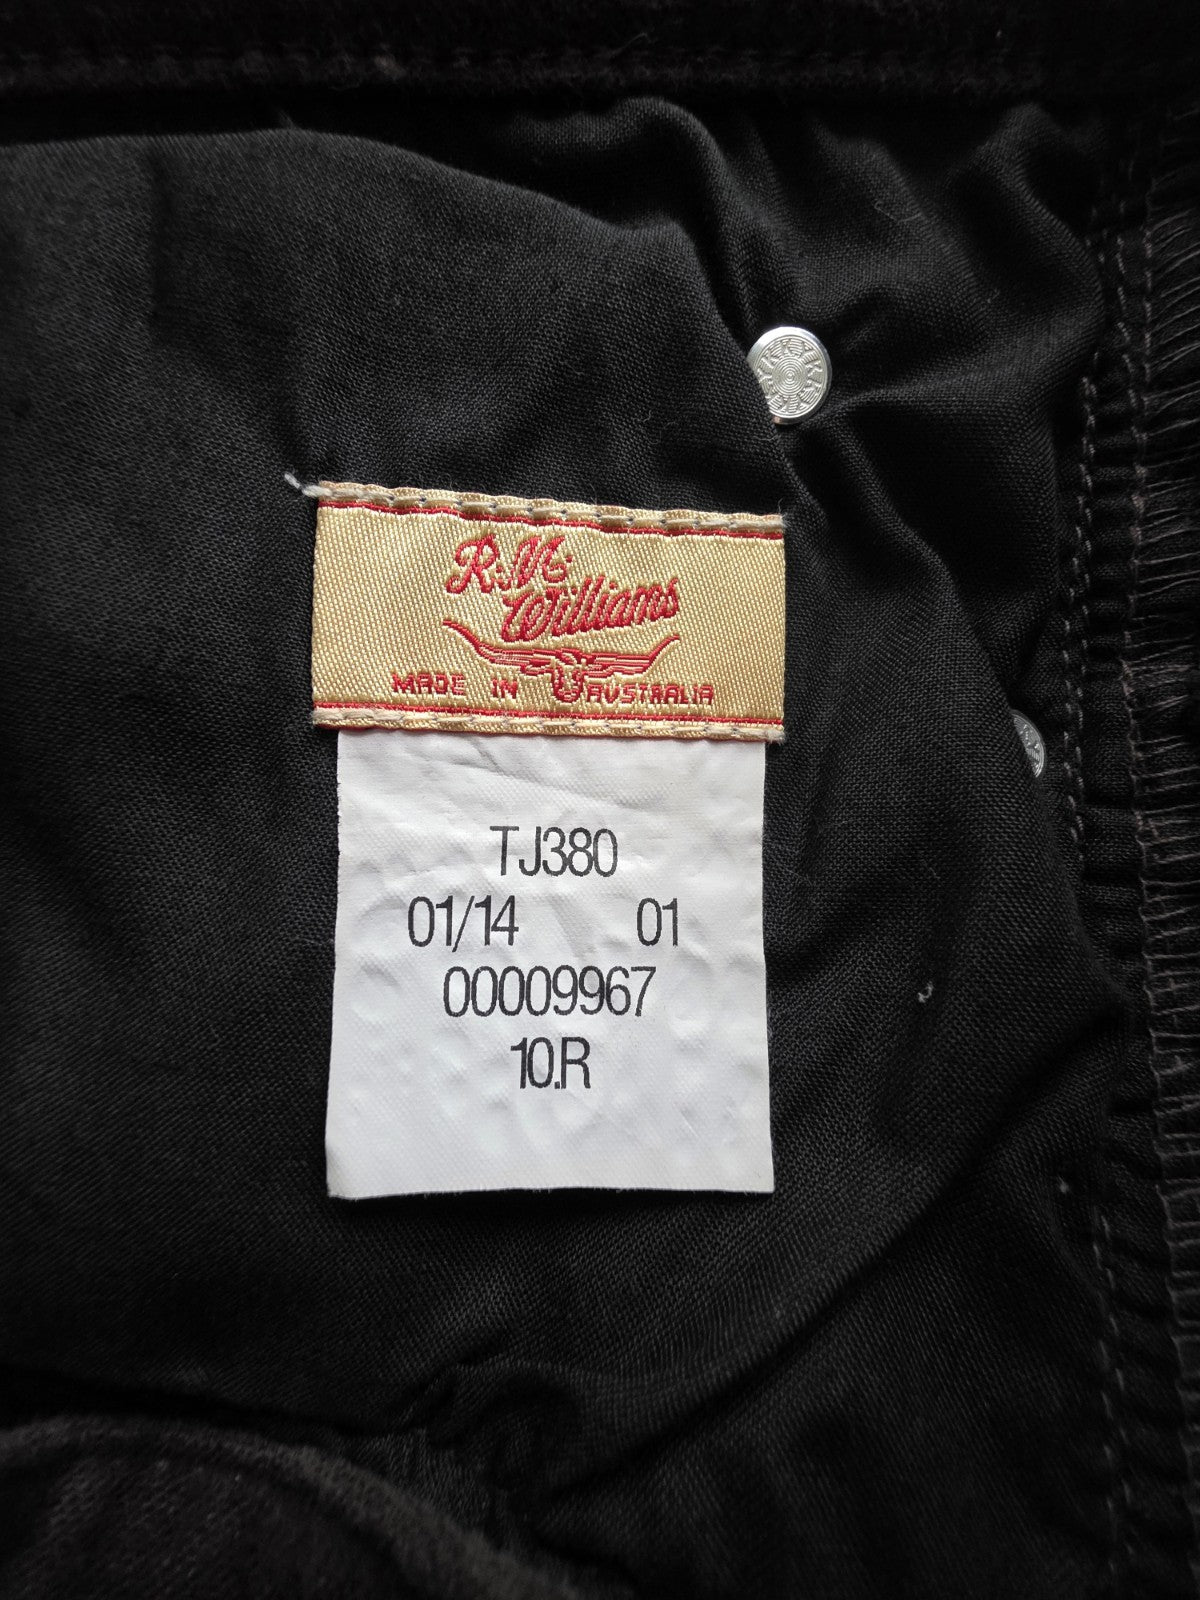 R.M.
Williams
MADE IN AUSTRALIA
TJ380
01/14 01
00009967
10.R